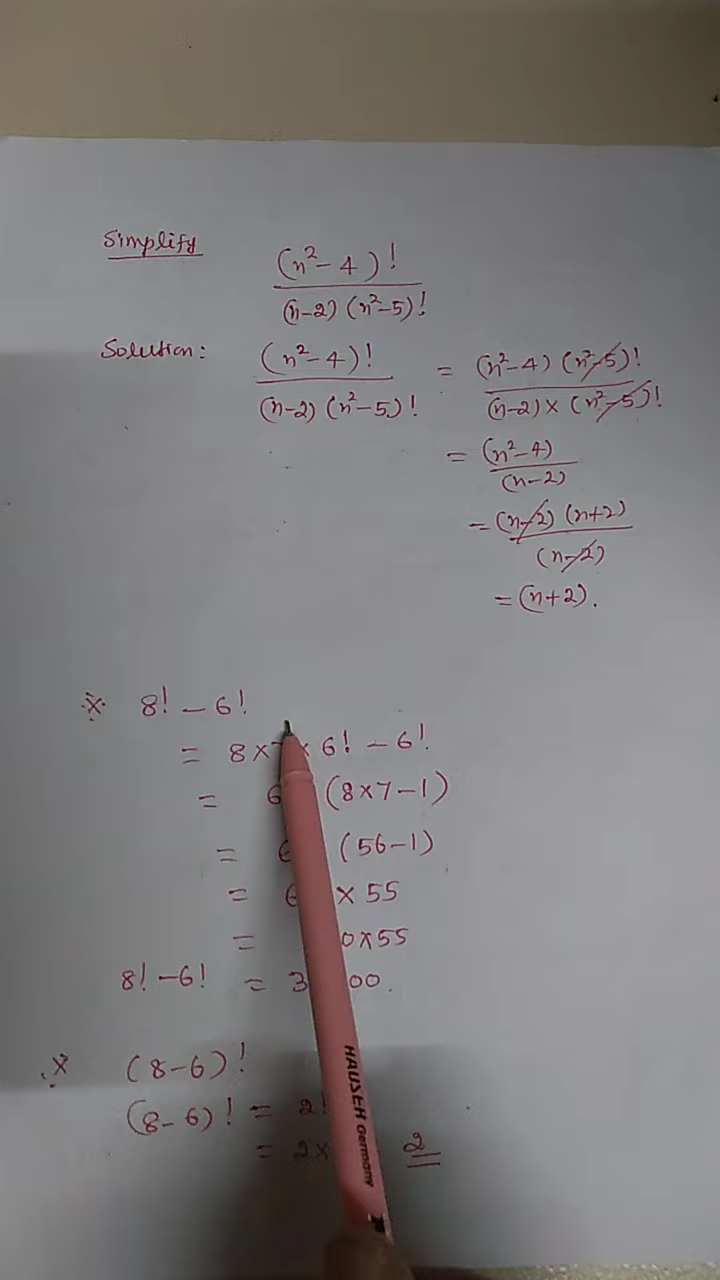 Simplify (n²-4)! / (n-2) (n²-5)!
Solution: (n²-4)! / (n-2) (n²-5)! = (n²-4) (n²-5)! / (n-2) × (n²-5)!
= (n²-4) / (n-2)
= (n-2) (n+2) / (n-2)
= (n+2).
※ 8! - 6!
= 8× × 6! - 6!.
= (8×7-1)
= (56-1)
= × 55
= 0×55
8! - 6! = 3 00.
※ (8-6)!
(8-6)! = 2!
= 2× 2
HAUSER Germany